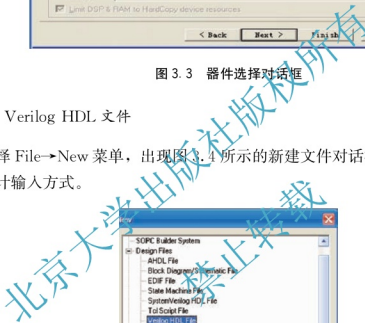 Limit DSP & RAM to HardCopy device resources
< Back Next > Finish
图 3.3 器件选择对话框
Verilog HDL 文件
择 File→New 菜单，出现图 3.4 所示的新建文件对话
计输入方式。
New
SOPC Builder System
Design Files
AHDL File
Block Diagram/Schematic File
EDIF File
State Machine File
SystemVerilog HDL File
Tcl Script File
Verilog HDL File
北京大学出版社版权所有
禁止转载